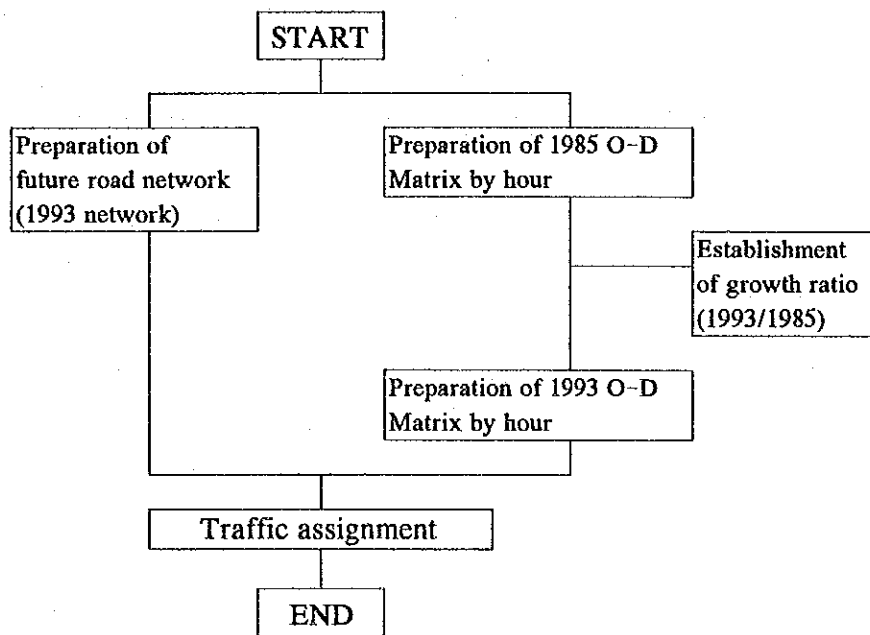 START
Preparation of
future road network
(1993 network)
Preparation of 1985 O-D
Matrix by hour
Establishment
of growth ratio
(1993/1985)
Preparation of 1993 O-D
Matrix by hour
Traffic assignment
END